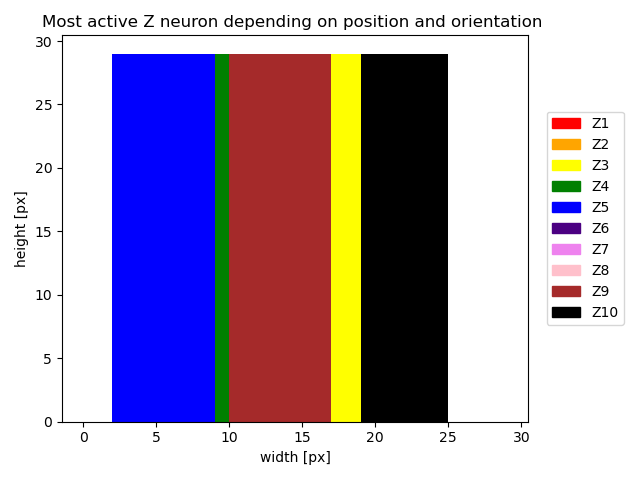 Most active Z neuron depending on position and orientation
30
25
20
15
10
5
0
height [px]
0 5 10 15 20 25 30
width [px]
Z1
Z2
Z3
Z4
Z5
Z6
Z7
Z8
Z9
Z10